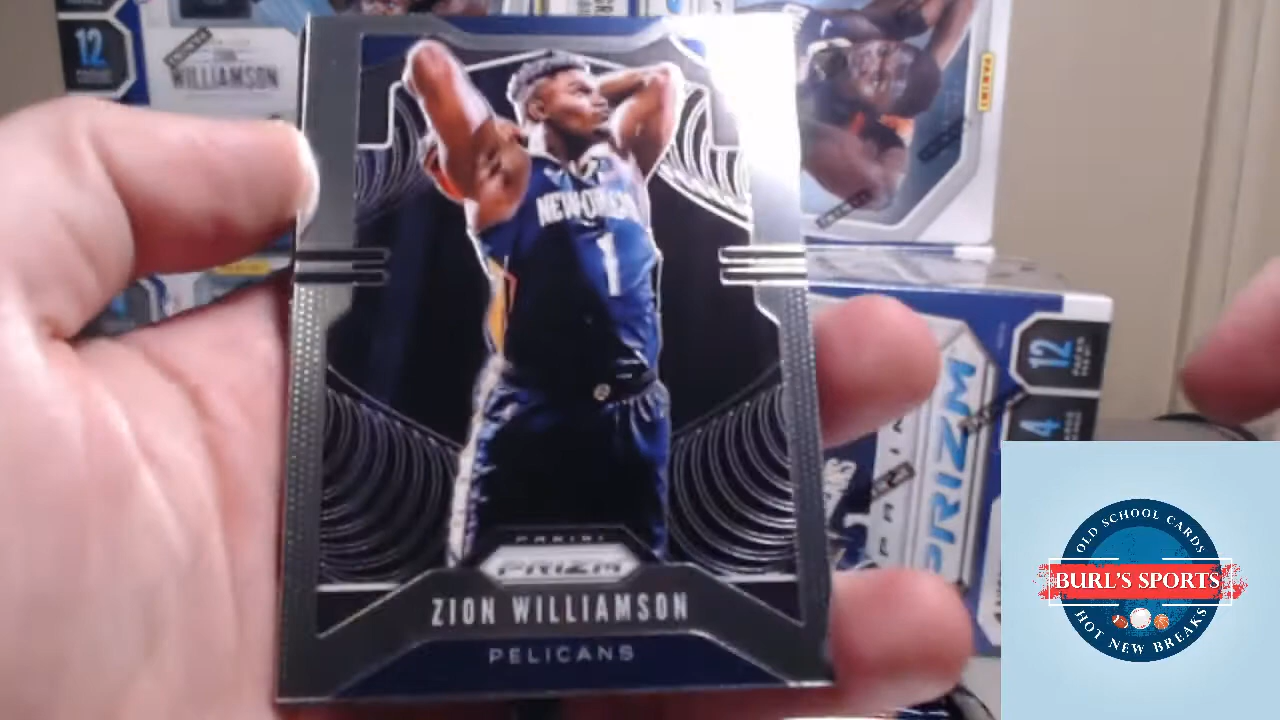 12
WILLIAMSON
PANINI
NEW ORLEANS
1
PANINI
PRIZM
ZION WILLIAMSON
PELICANS
PRIZM
12
4
OLD SCHOOL CARDS
BURL'S SPORTS
HOT NEW BREAKS